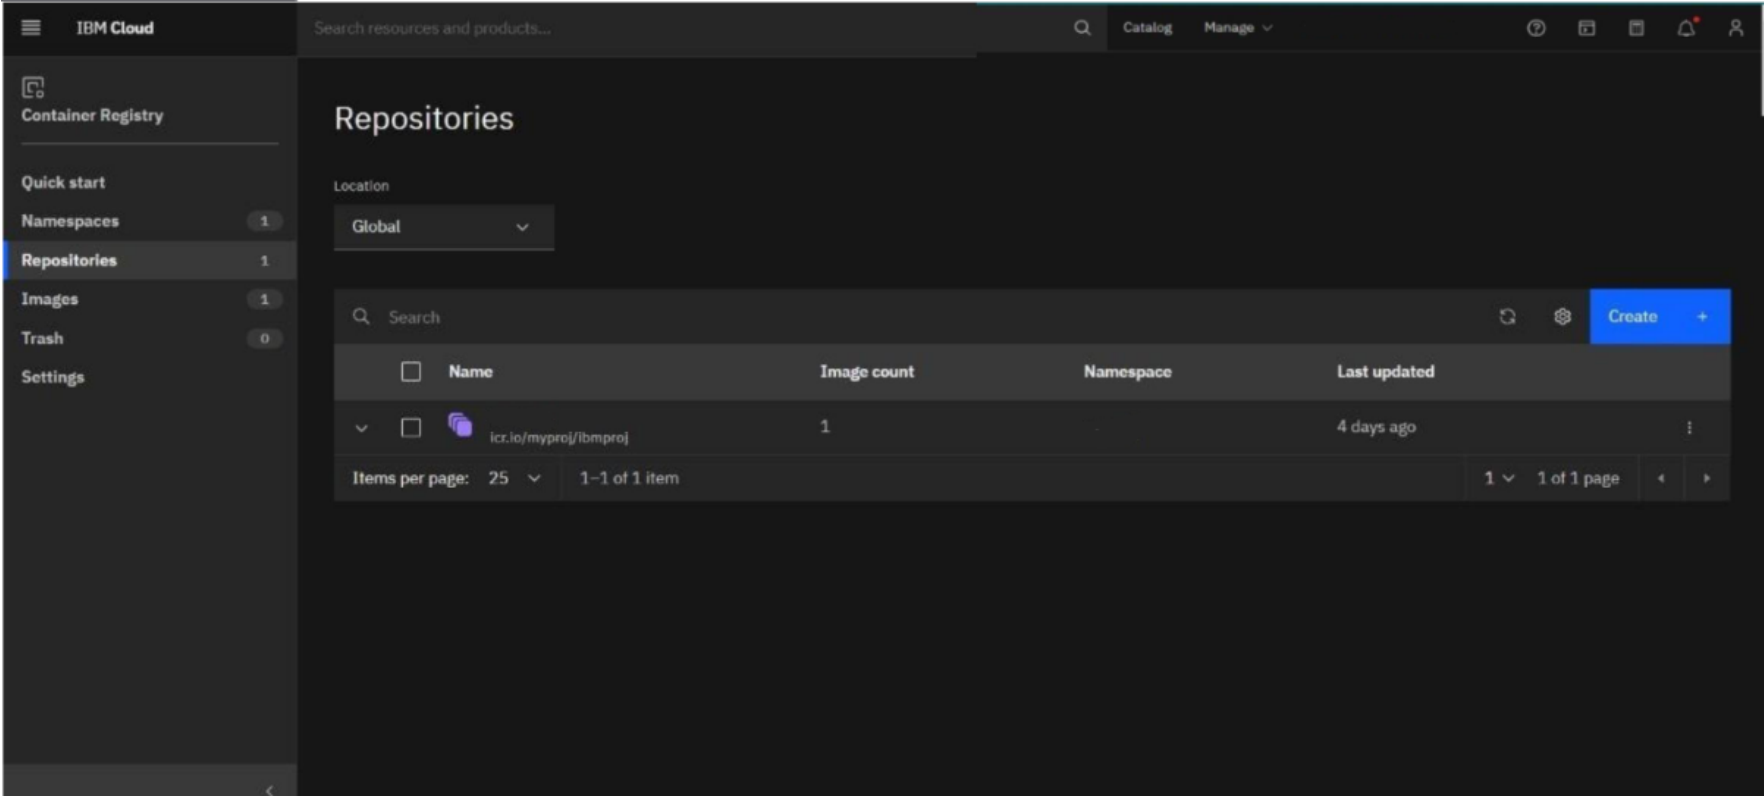 IBM Cloud
Search resources and products...
Catalog
Manage
Container Registry
Quick start
Namespaces 1
Repositories 1
Images 1
Trash 0
Settings
Repositories
Location
Global
Search
Create +
Name Image count Namespace Last updated
icr.io/myproj/ibmproj 1 4 days ago
Items per page: 25 1–1 of 1 item 1 1 of 1 page